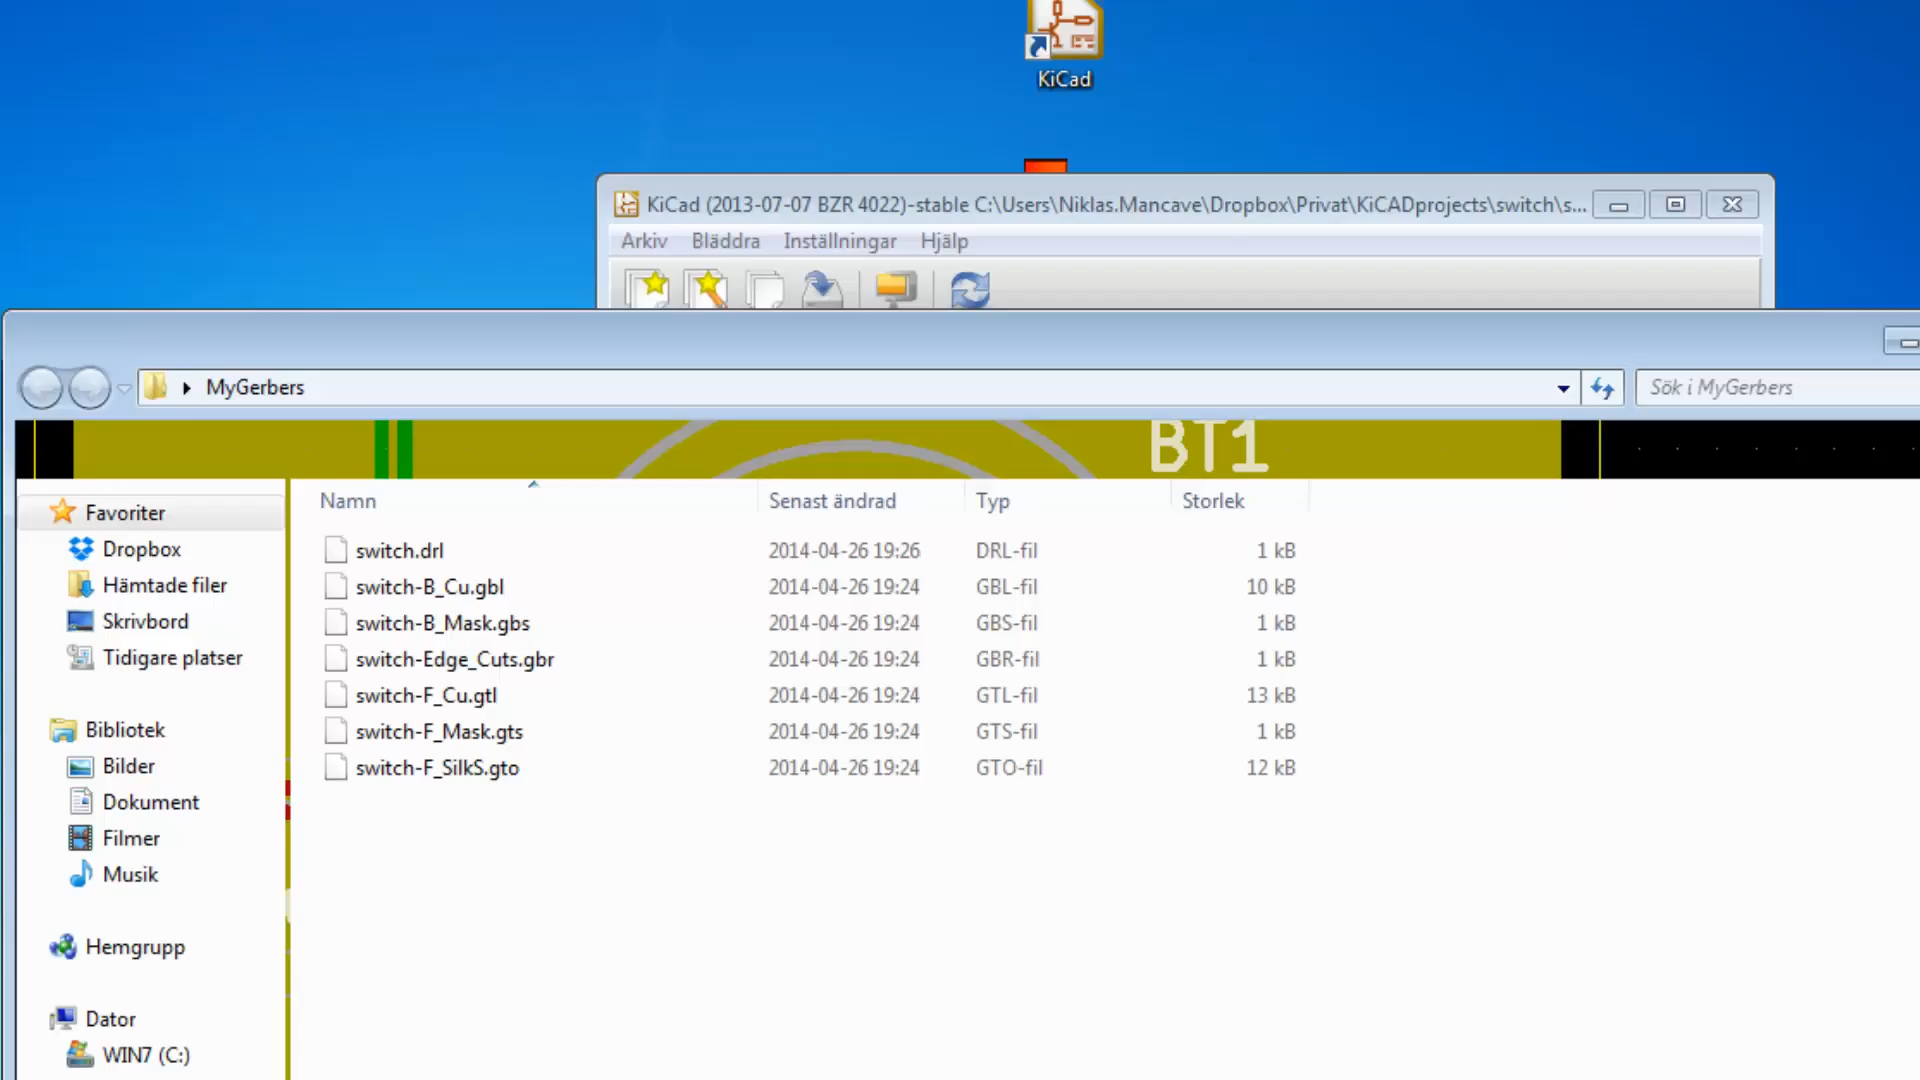 KiCad
KiCad (2013-07-07 BZR 4022)-stable C:\Users\Niklas.Mancave\Dropbox\Privat\KiCADprojects\switch\s...
Arkiv Bläddra Inställningar Hjälp
MyGerbers
Sök i MyGerbers
BT1
Favoriter
Dropbox
Hämtade filer
Skrivbord
Tidigare platser
Bibliotek
Bilder
Dokument
Filmer
Musik
Hemgrupp
Dator
WIN7 (C:)
Namn Senast ändrad Typ Storlek
switch.drl 2014-04-26 19:26 DRL-fil 1 kB
switch-B_Cu.gbl 2014-04-26 19:24 GBL-fil 10 kB
switch-B_Mask.gbs 2014-04-26 19:24 GBS-fil 1 kB
switch-Edge_Cuts.gbr 2014-04-26 19:24 GBR-fil 1 kB
switch-F_Cu.gtl 2014-04-26 19:24 GTL-fil 13 kB
switch-F_Mask.gts 2014-04-26 19:24 GTS-fil 1 kB
switch-F_SilkS.gto 2014-04-26 19:24 GTO-fil 12 kB